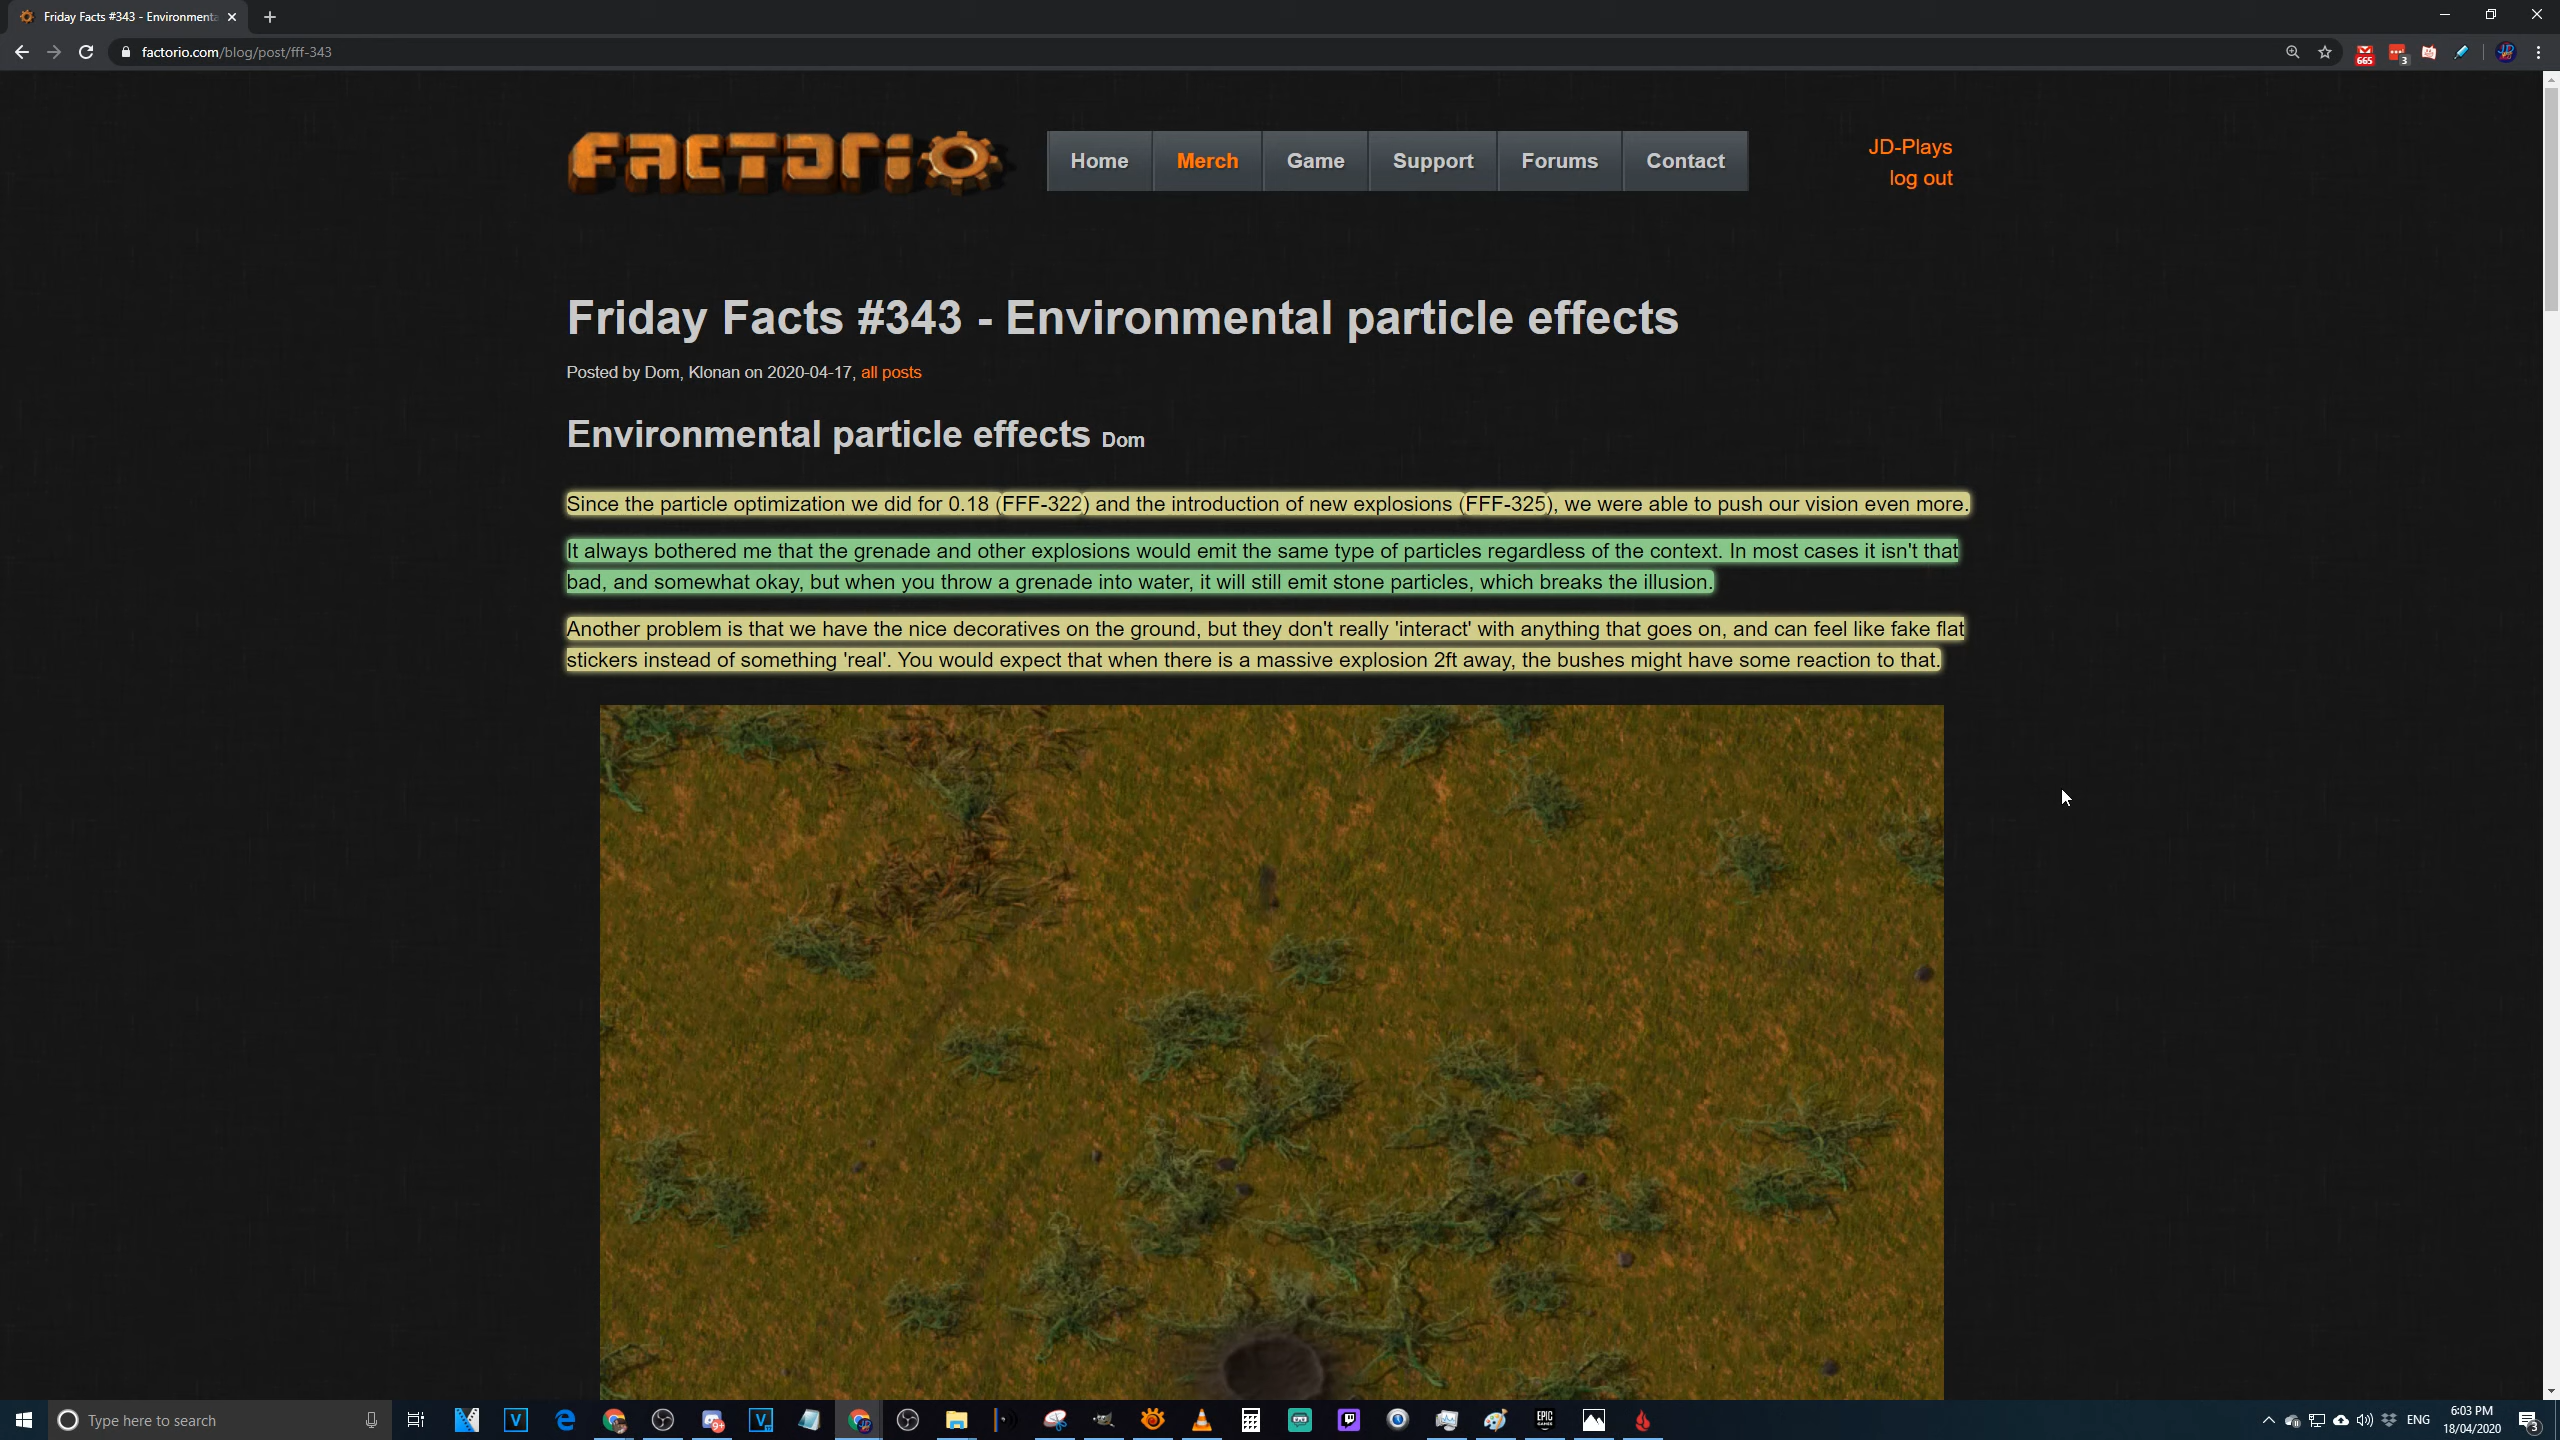 Friday Facts #343 - Environmenta
factorio.com/blog/post/fff-343
665
3
FACTORIO
Home
Merch
Game
Support
Forums
Contact
JD-Plays
log out
Friday Facts #343 - Environmental particle effects
Posted by Dom, Klonan on 2020-04-17, all posts
Environmental particle effects Dom
Since the particle optimization we did for 0.18 (FFF-322) and the introduction of new explosions (FFF-325), we were able to push our vision even more.
It always bothered me that the grenade and other explosions would emit the same type of particles regardless of the context. In most cases it isn't that
bad, and somewhat okay, but when you throw a grenade into water, it will still emit stone particles, which breaks the illusion.
Another problem is that we have the nice decoratives on the ground, but they don't really 'interact' with anything that goes on, and can feel like fake flat
stickers instead of something 'real'. You would expect that when there is a massive explosion 2ft away, the bushes might have some reaction to that.
Type here to search
EPIC
GAMES
ENG
6:03 PM
18/04/2020
3